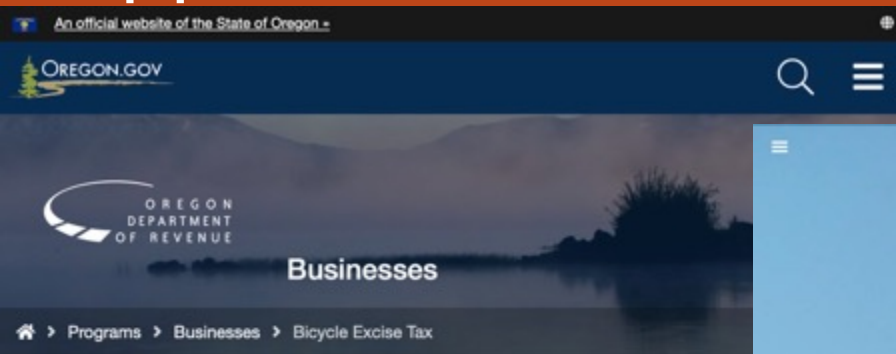 An official website of the State of Oregon »
OREGON.GOV
OREGON
DEPARTMENT
OF REVENUE
Businesses
> Programs > Businesses > Bicycle Excise Tax